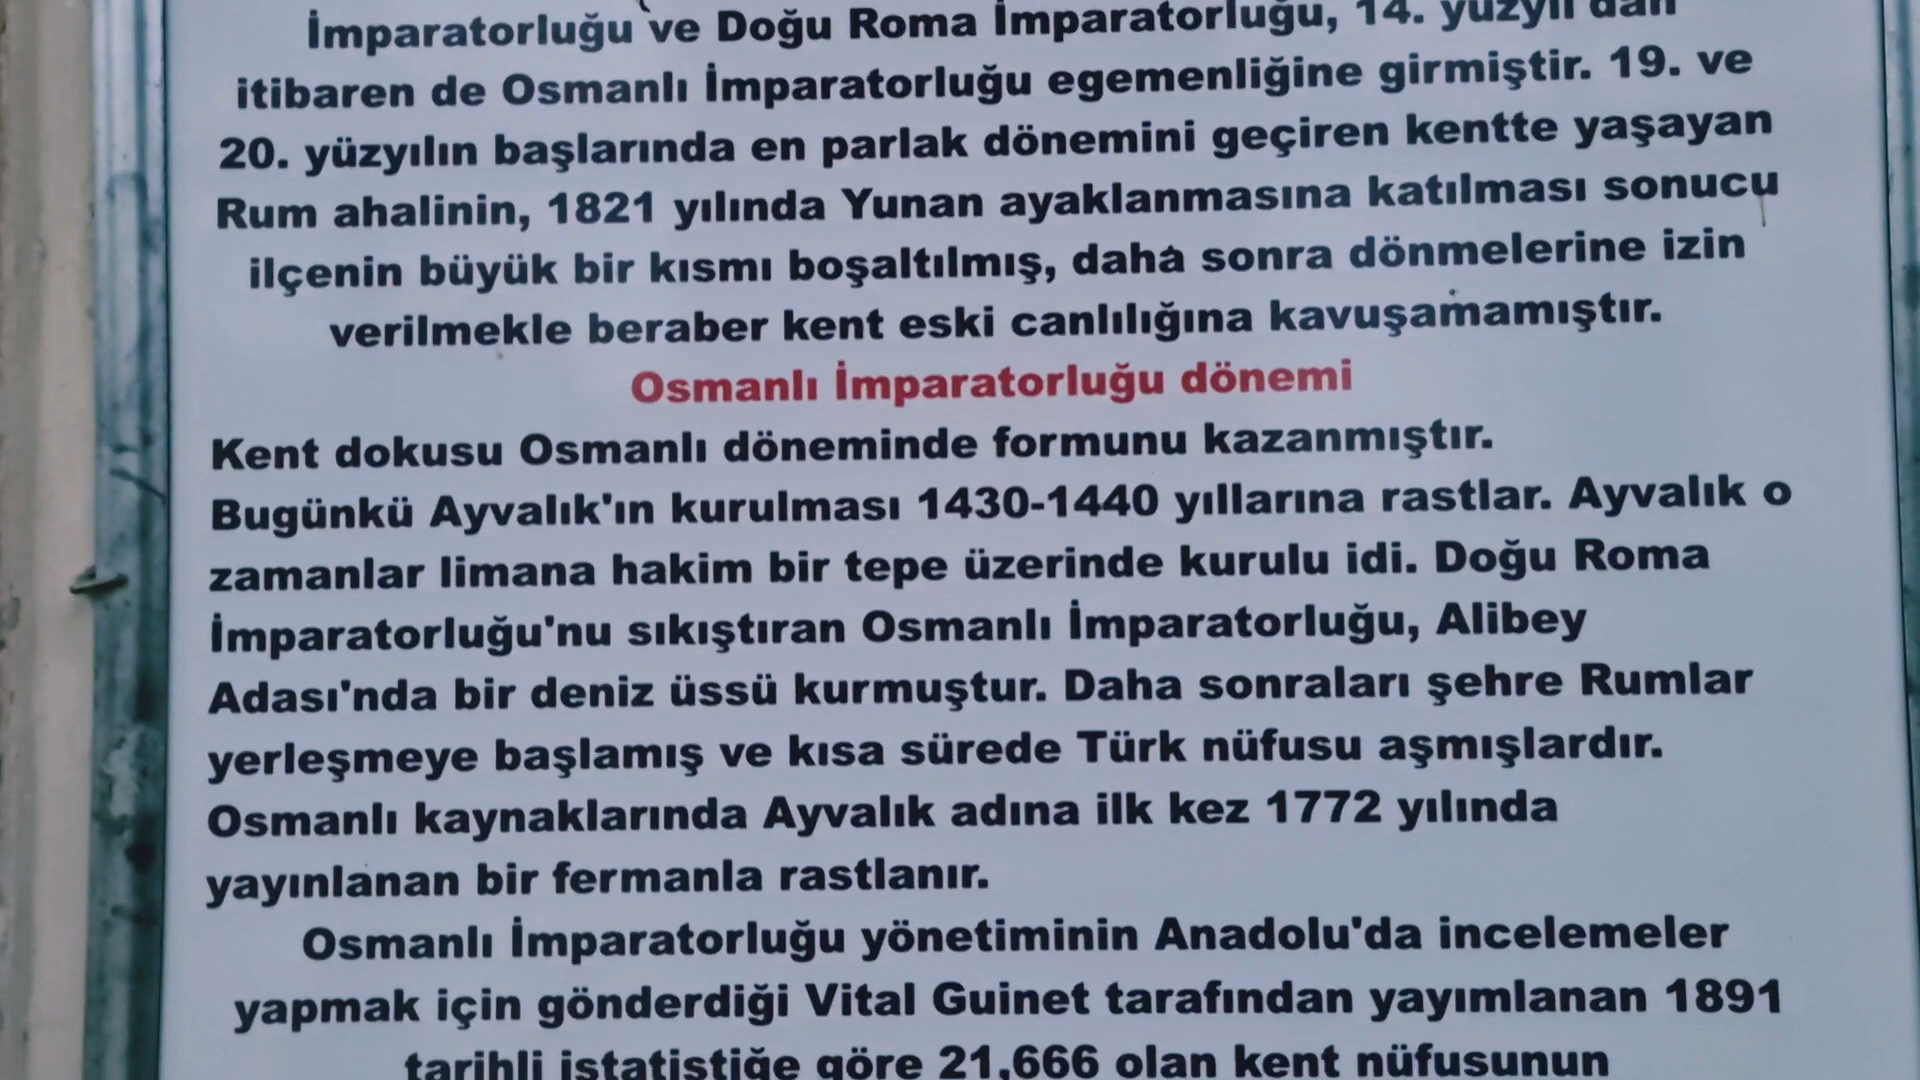 İmparatorluğu ve Doğu Roma İmparatorluğu, 14. yüzyıl'dan
itibaren de Osmanlı İmparatorluğu egemenliğine girmiştir. 19. ve
20. yüzyılın başlarında en parlak dönemini geçiren kentte yaşayan
Rum ahalinin, 1821 yılında Yunan ayaklanmasına katılması sonucu
ilçenin büyük bir kısmı boşaltılmış, daha sonra dönmelerine izin
verilmekle beraber kent eski canlılığına kavuşamamıştır.
Osmanlı İmparatorluğu dönemi
Kent dokusu Osmanlı döneminde formunu kazanmıştır.
Bugünkü Ayvalık'ın kurulması 1430-1440 yıllarına rastlar. Ayvalık o
zamanlar limana hakim bir tepe üzerinde kurulu idi. Doğu Roma
İmparatorluğu'nu sıkıştıran Osmanlı İmparatorluğu, Alibey
Adası'nda bir deniz üssü kurmuştur. Daha sonraları şehre Rumlar
yerleşmeye başlamış ve kısa sürede Türk nüfusu aşmışlardır.
Osmanlı kaynaklarında Ayvalık adına ilk kez 1772 yılında
yayınlanan bir fermanla rastlanır.
Osmanlı İmparatorluğu yönetiminin Anadolu'da incelemeler
yapmak için gönderdiği Vital Guinet tarafından yayımlanan 1891
tarihli istatistiğe göre 21,666 olan kent nüfusunun